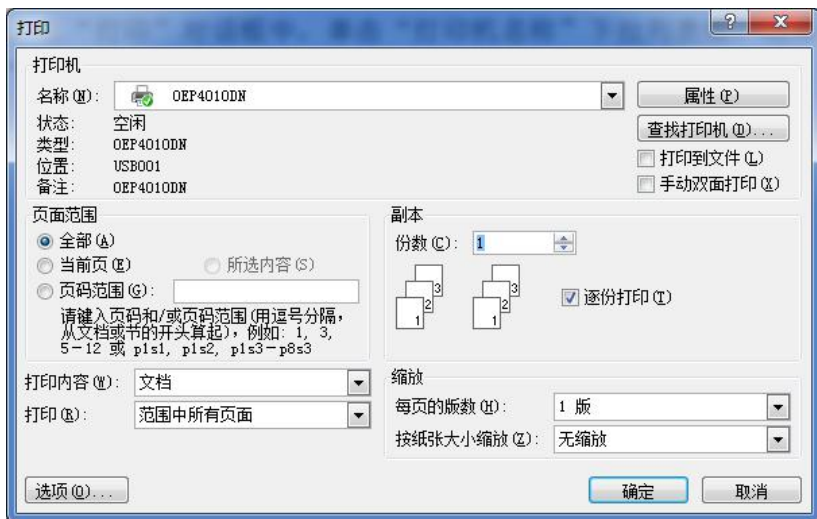 打印
打印机
名称(N): OEP4010DN
属性(P)
状态: 空闲
查找打印机(D)...
类型: OEP4010DN
位置: USB001
打印到文件(L)
备注: OEP4010DN
手动双面打印(X)
页面范围
全部(A)
当前页(E) 所选内容(S)
页码范围(G):
请键入页码和/或页码范围(用逗号分隔,
从文档或节的开头算起),例如: 1, 3,
5-12 或 p1s1, p1s2, p1s3-p8s3
副本
份数(C): 1
1 2 3 1 2 3
逐份打印(T)
打印内容(W): 文档
打印(R): 范围中所有页面
缩放
每页的版数(H): 1 版
按纸张大小缩放(Z): 无缩放
选项(O)...
确定 取消